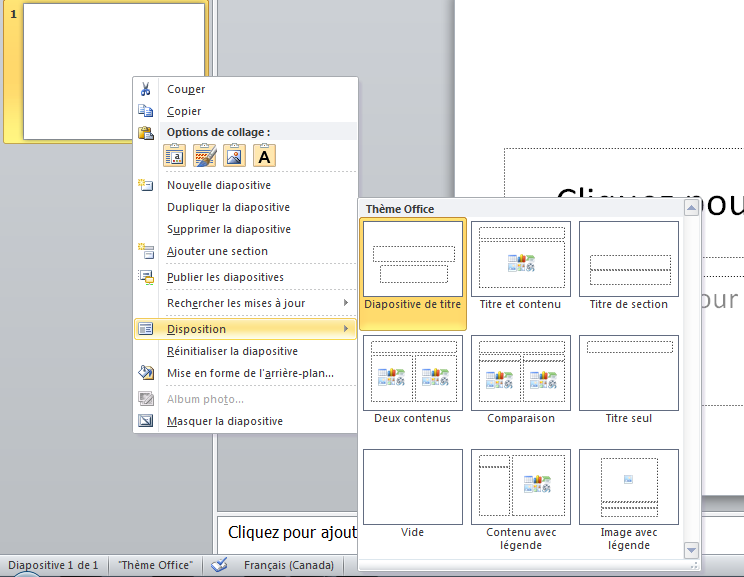 1
Couper
Copier
Options de collage :
A
Nouvelle diapositive
Dupliquer la diapositive
Supprimer la diapositive
Ajouter une section
Publier les diapositives
Rechercher les mises à jour
Disposition
Réinitialiser la diapositive
Mise en forme de l'arrière-plan...
Album photo...
Masquer la diapositive
Thème Office
Diapositive de titre
Titre et contenu
Titre de section
Deux contenus
Comparaison
Titre seul
Vide
Contenu avec
légende
Image avec
légende
Cliquez pou
our
Cliquez pour ajout
Diapositive 1 de 1
"Thème Office"
Français (Canada)